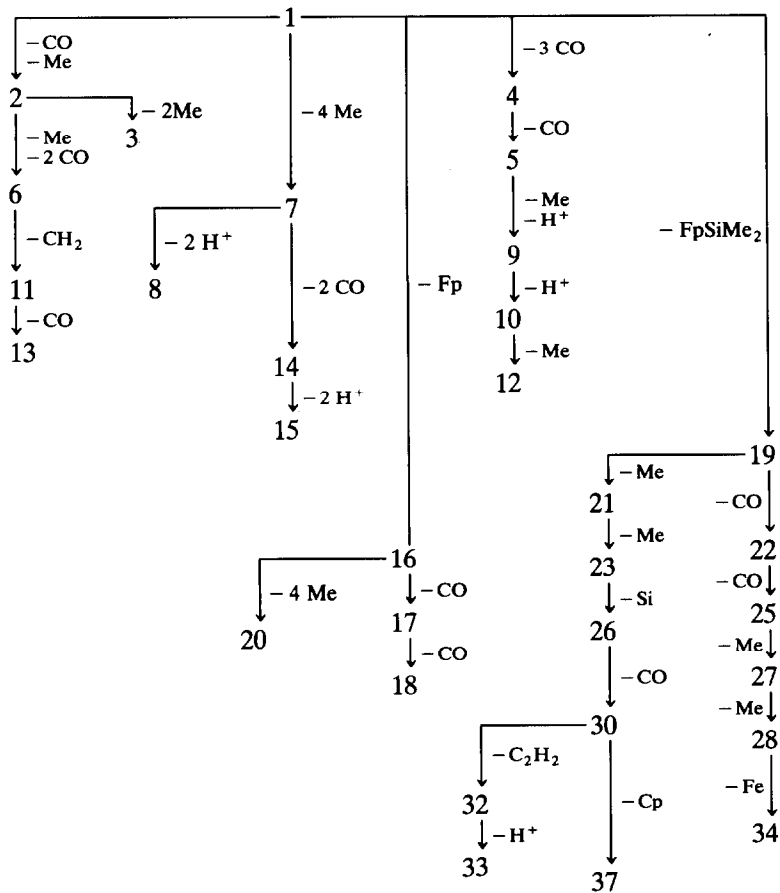 1
−CO
−Me
−3 CO
2
−2Me
3
−4 Me
4
−CO
5
−Me
−2 CO
6
7
−Me
−H⁺
−FpSiMe₂
−CH₂
−2 H⁺
9
11
8
−2 CO
−Fp
−H⁺
−CO
10
13
−Me
14
12
−2 H⁺
15
19
−Me
−CO
21
−Me
22
16
23
−CO
−4 Me
−CO
−Si
25
20
17
26
−Me
−CO
27
18
−CO
−Me
30
28
−C₂H₂
32
−Cp
−Fe
−H⁺
34
33
37